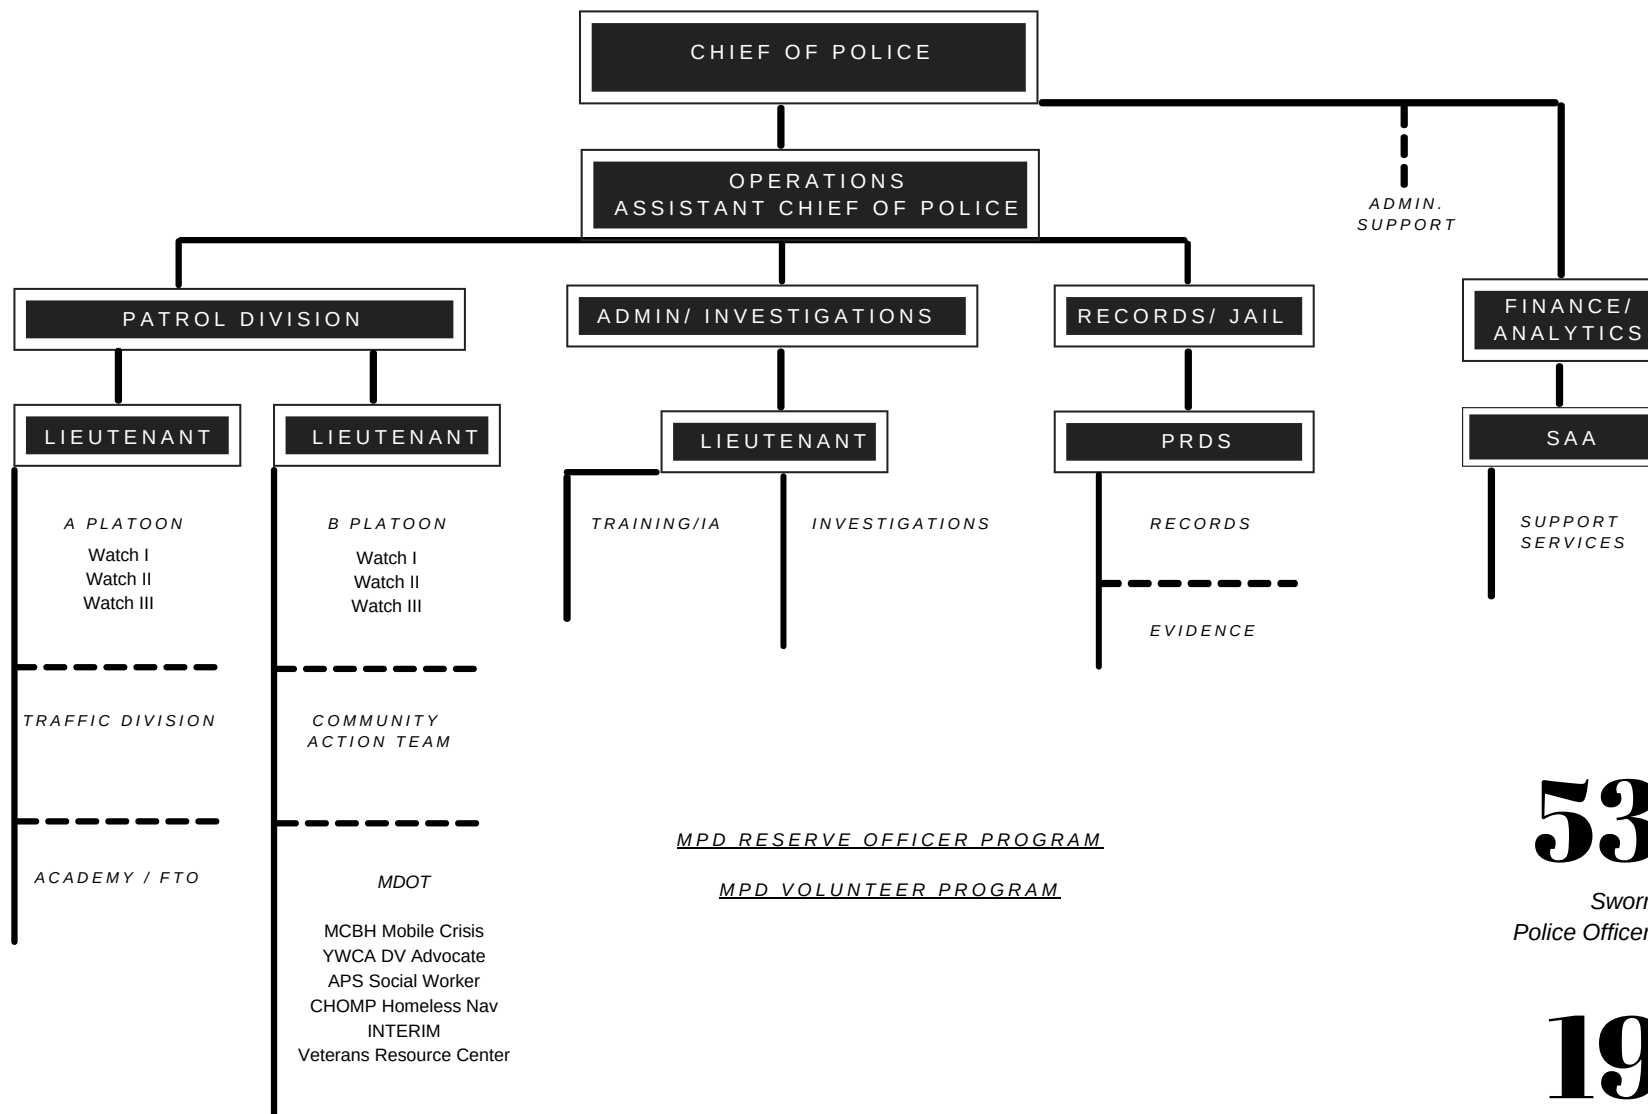 CHIEF OF POLICE
OPERATIONS
ASSISTANT CHIEF OF POLICE
ADMIN.
SUPPORT
PATROL DIVISION
ADMIN/ INVESTIGATIONS
RECORDS/ JAIL
FINANCE/
ANALYTICS
LIEUTENANT
LIEUTENANT
LIEUTENANT
PRDS
SAA
A PLATOON
Watch I
Watch II
Watch III
TRAFFIC DIVISION
ACADEMY / FTO
B PLATOON
Watch I
Watch II
Watch III
COMMUNITY
ACTION TEAM
MDOT
MCBH Mobile Crisis
YWCA DV Advocate
APS Social Worker
CHOMP Homeless Nav
INTERIM
Veterans Resource Center
TRAINING/IA
INVESTIGATIONS
RECORDS
EVIDENCE
SUPPORT
SERVICES
MPD RESERVE OFFICER PROGRAM
MPD VOLUNTEER PROGRAM
53
Sworn
Police Officer
19